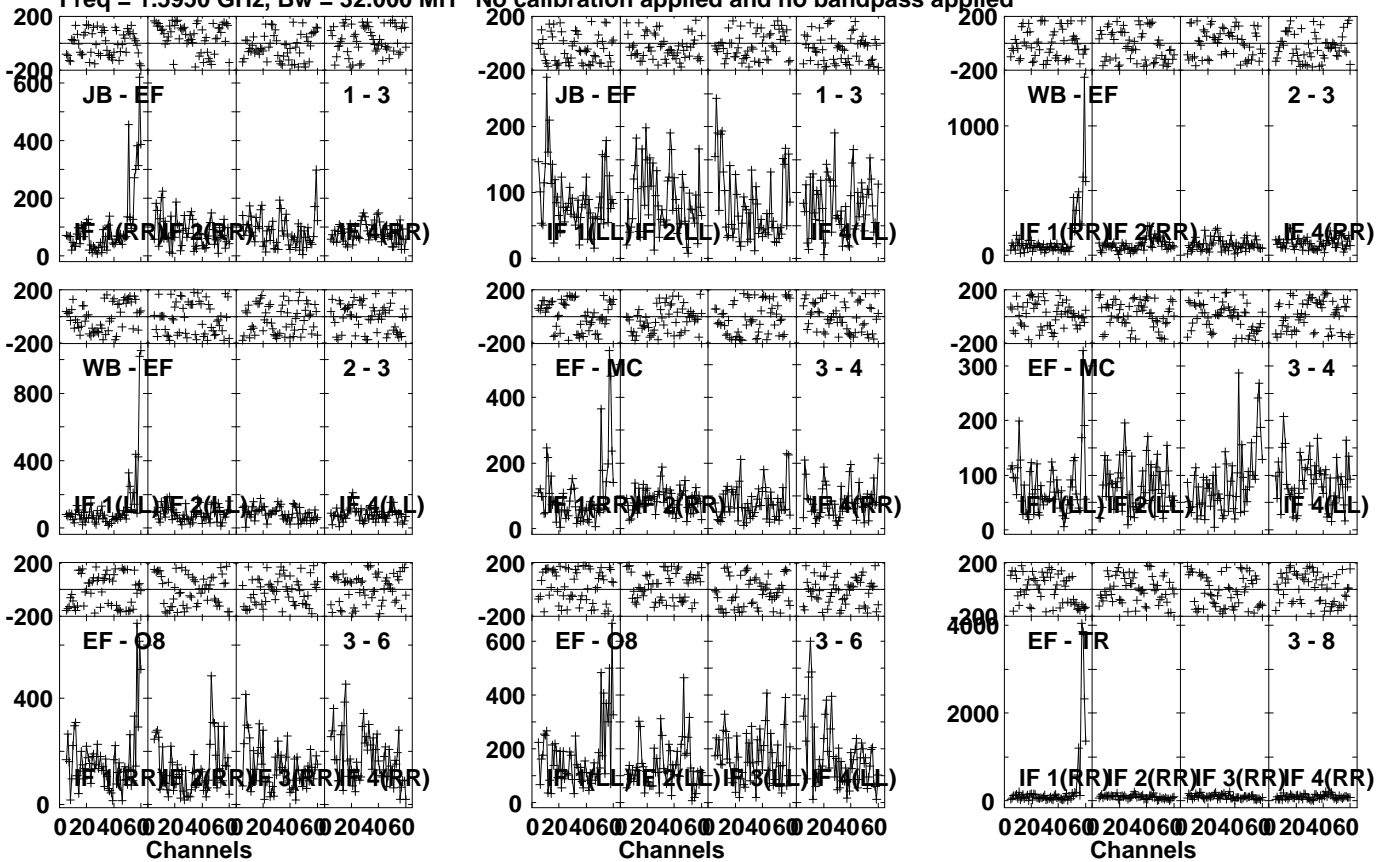 Freq = 1.5950 GHz, Bw = 32.000 MH No calibration applied and no bandpass applied
200
-200
600
400
200
0
JB - EF 1 - 3
IF 1(RR) IF 2(RR) IF 4(RR)
200
-200
200
100
0
JB - EF 1 - 3
IF 1(LL) IF 2(LL) IF 4(LL)
200
-200
1000
0
WB - EF 2 - 3
IF 1(RR) IF 2(RR) IF 4(RR)
200
-200
800
400
0
WB - EF 2 - 3
IF 1(LL) IF 2(LL) IF 4(LL)
200
-200
400
200
0
EF - MC 3 - 4
IF 1(RR) IF 2(RR) IF 4(RR)
200
-200
300
200
100
0
EF - MC 3 - 4
IF 1(LL) IF 2(LL) IF 4(LL)
200
-200
400
0
EF - O8 3 - 6
IF 1(RR) IF 2(RR) IF 3(RR) IF 4(RR)
0 20 40 60 0 20 40 60 0 20 40 60 0 20 40 60
Channels
200
-200
600
400
200
0
EF - O8 3 - 6
IF 1(LL) IF 2(LL) IF 3(LL) IF 4(LL)
0 20 40 60 0 20 40 60 0 20 40 60 0 20 40 60
Channels
200
-200
4000
2000
0
EF - TR 3 - 8
IF 1(RR) IF 2(RR) IF 3(RR) IF 4(RR)
0 20 40 60 0 20 40 60 0 20 40 60 0 20 40 60
Channels